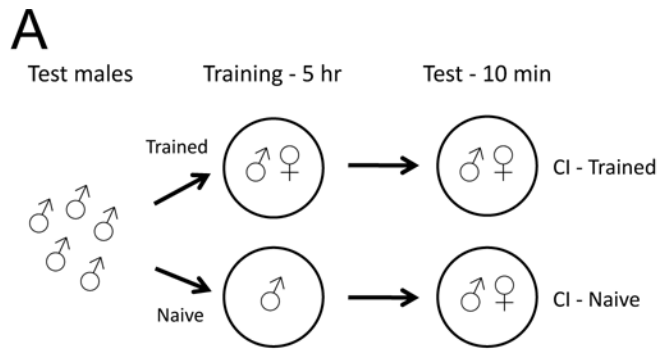 A
Test males
Training - 5 hr
Test - 10 min
Trained
CI - Trained
Naive
CI - Naive